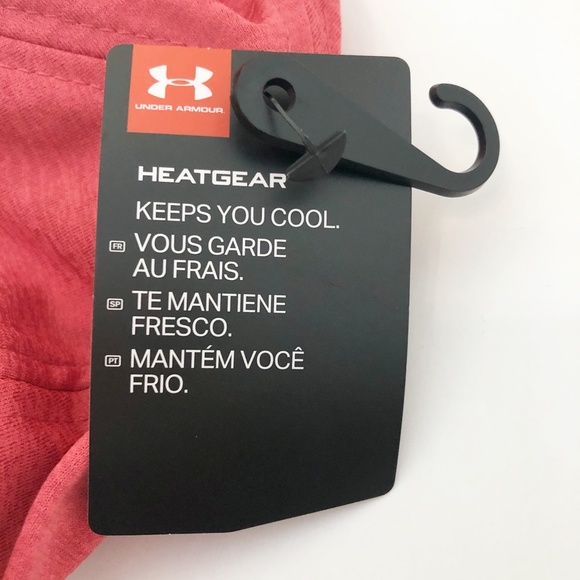 UNDER ARMOUR
HEATGEAR
KEEPS YOU COOL.
FR VOUS GARDE
AU FRAIS.
SP TE MANTIENE
FRESCO.
PT MANTÉM VOCÊ
FRIO.